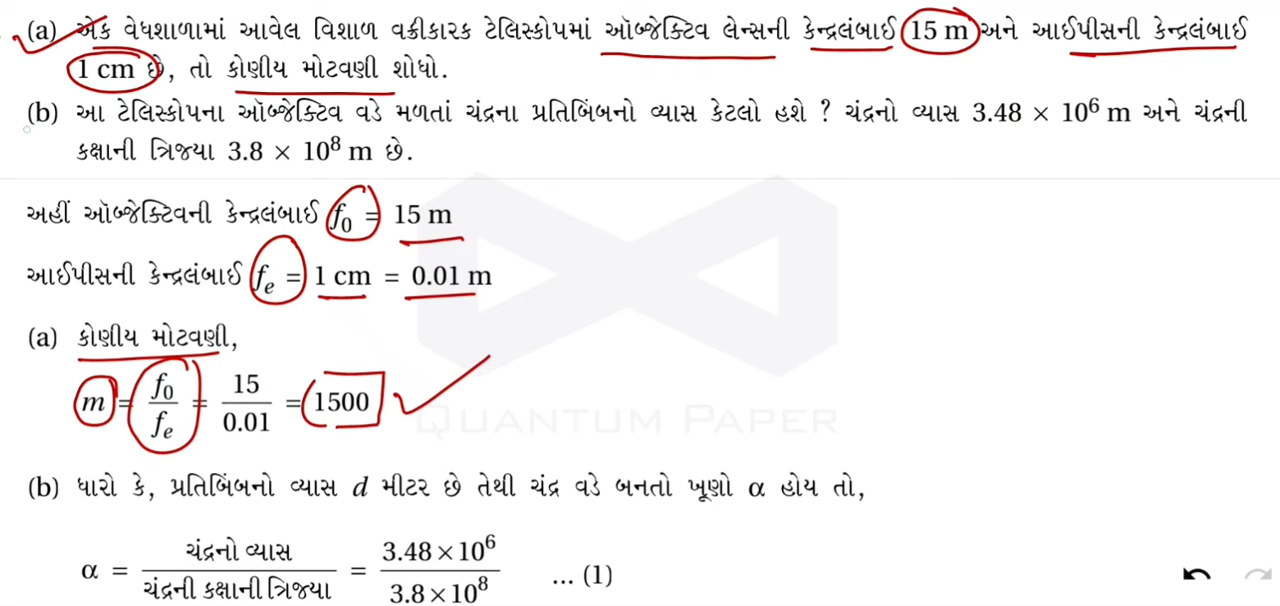 (a) એક વેધશાળામાં આવેલ વિશાળ વક્રીકારક ટેલિસ્કોપમાં ઑબ્જેક્ટિવ લેન્સની કેન્દ્રલંબાઈ 15 m અને આઈપીસની કેન્દ્રલંબાઈ
1 cm છે, તો કોણીય મોટવણી શોધો.
(b) આ ટેલિસ્કોપના ઑબ્જેક્ટિવ વડે મળતાં ચંદ્રના પ્રતિબિંબનો વ્યાસ કેટલો હશે ? ચંદ્રનો વ્યાસ 3.48 × 10⁶ m અને ચંદ્રની
કક્ષાની ત્રિજ્યા 3.8 × 10⁸ m છે.
અહીં ઑબ્જેક્ટિવની કેન્દ્રલંબાઈ f₀ = 15 m
આઈપીસની કેન્દ્રલંબાઈ fₑ = 1 cm = 0.01 m
(a) કોણીય મોટવણી,
m = f₀/fₑ = 15/0.01 = 1500
QUANTUM PAPER
(b) ધારો કે, પ્રતિબિંબનો વ્યાસ d મીટર છે તેથી ચંદ્ર વડે બનતો ખૂણો α હોય તો,
α = ચંદ્રનો વ્યાસ/ચંદ્રની કક્ષાની ત્રિજ્યા = 3.48×10⁶/3.8×10⁸ ... (1)